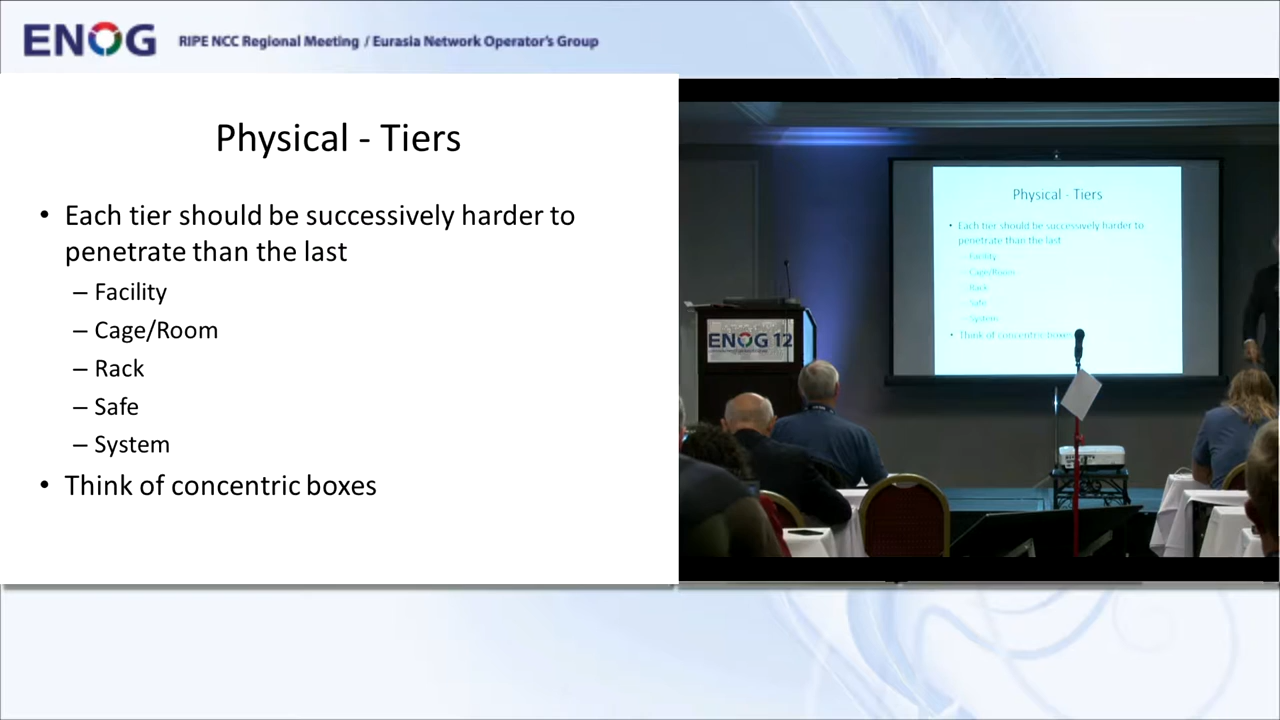 ENOG RIPE NCC Regional Meeting / Eurasia Network Operator's Group
Physical - Tiers
• Each tier should be successively harder to
penetrate than the last
– Facility
– Cage/Room
– Rack
– Safe
– System
• Think of concentric boxes
Physical - Tiers
• Each tier should be successively harder to
penetrate than the last
– Facility
– Cage/Room
– Rack
– Safe
– System
• Think of concentric boxes
ENOG 12